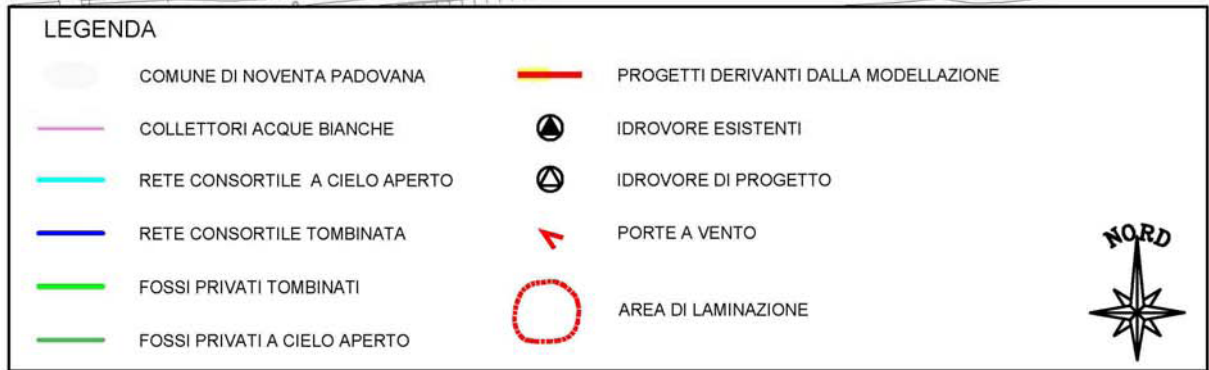 LEGENDA
COMUNE DI NOVENTA PADOVANA
COLLETTORI ACQUE BIANCHE
RETE CONSORTILE A CIELO APERTO
RETE CONSORTILE TOMBINATA
FOSSI PRIVATI TOMBINATI
FOSSI PRIVATI A CIELO APERTO
PROGETTI DERIVANTI DALLA MODELLAZIONE
IDROVORE ESISTENTI
IDROVORE DI PROGETTO
PORTE A VENTO
AREA DI LAMINAZIONE
NORD